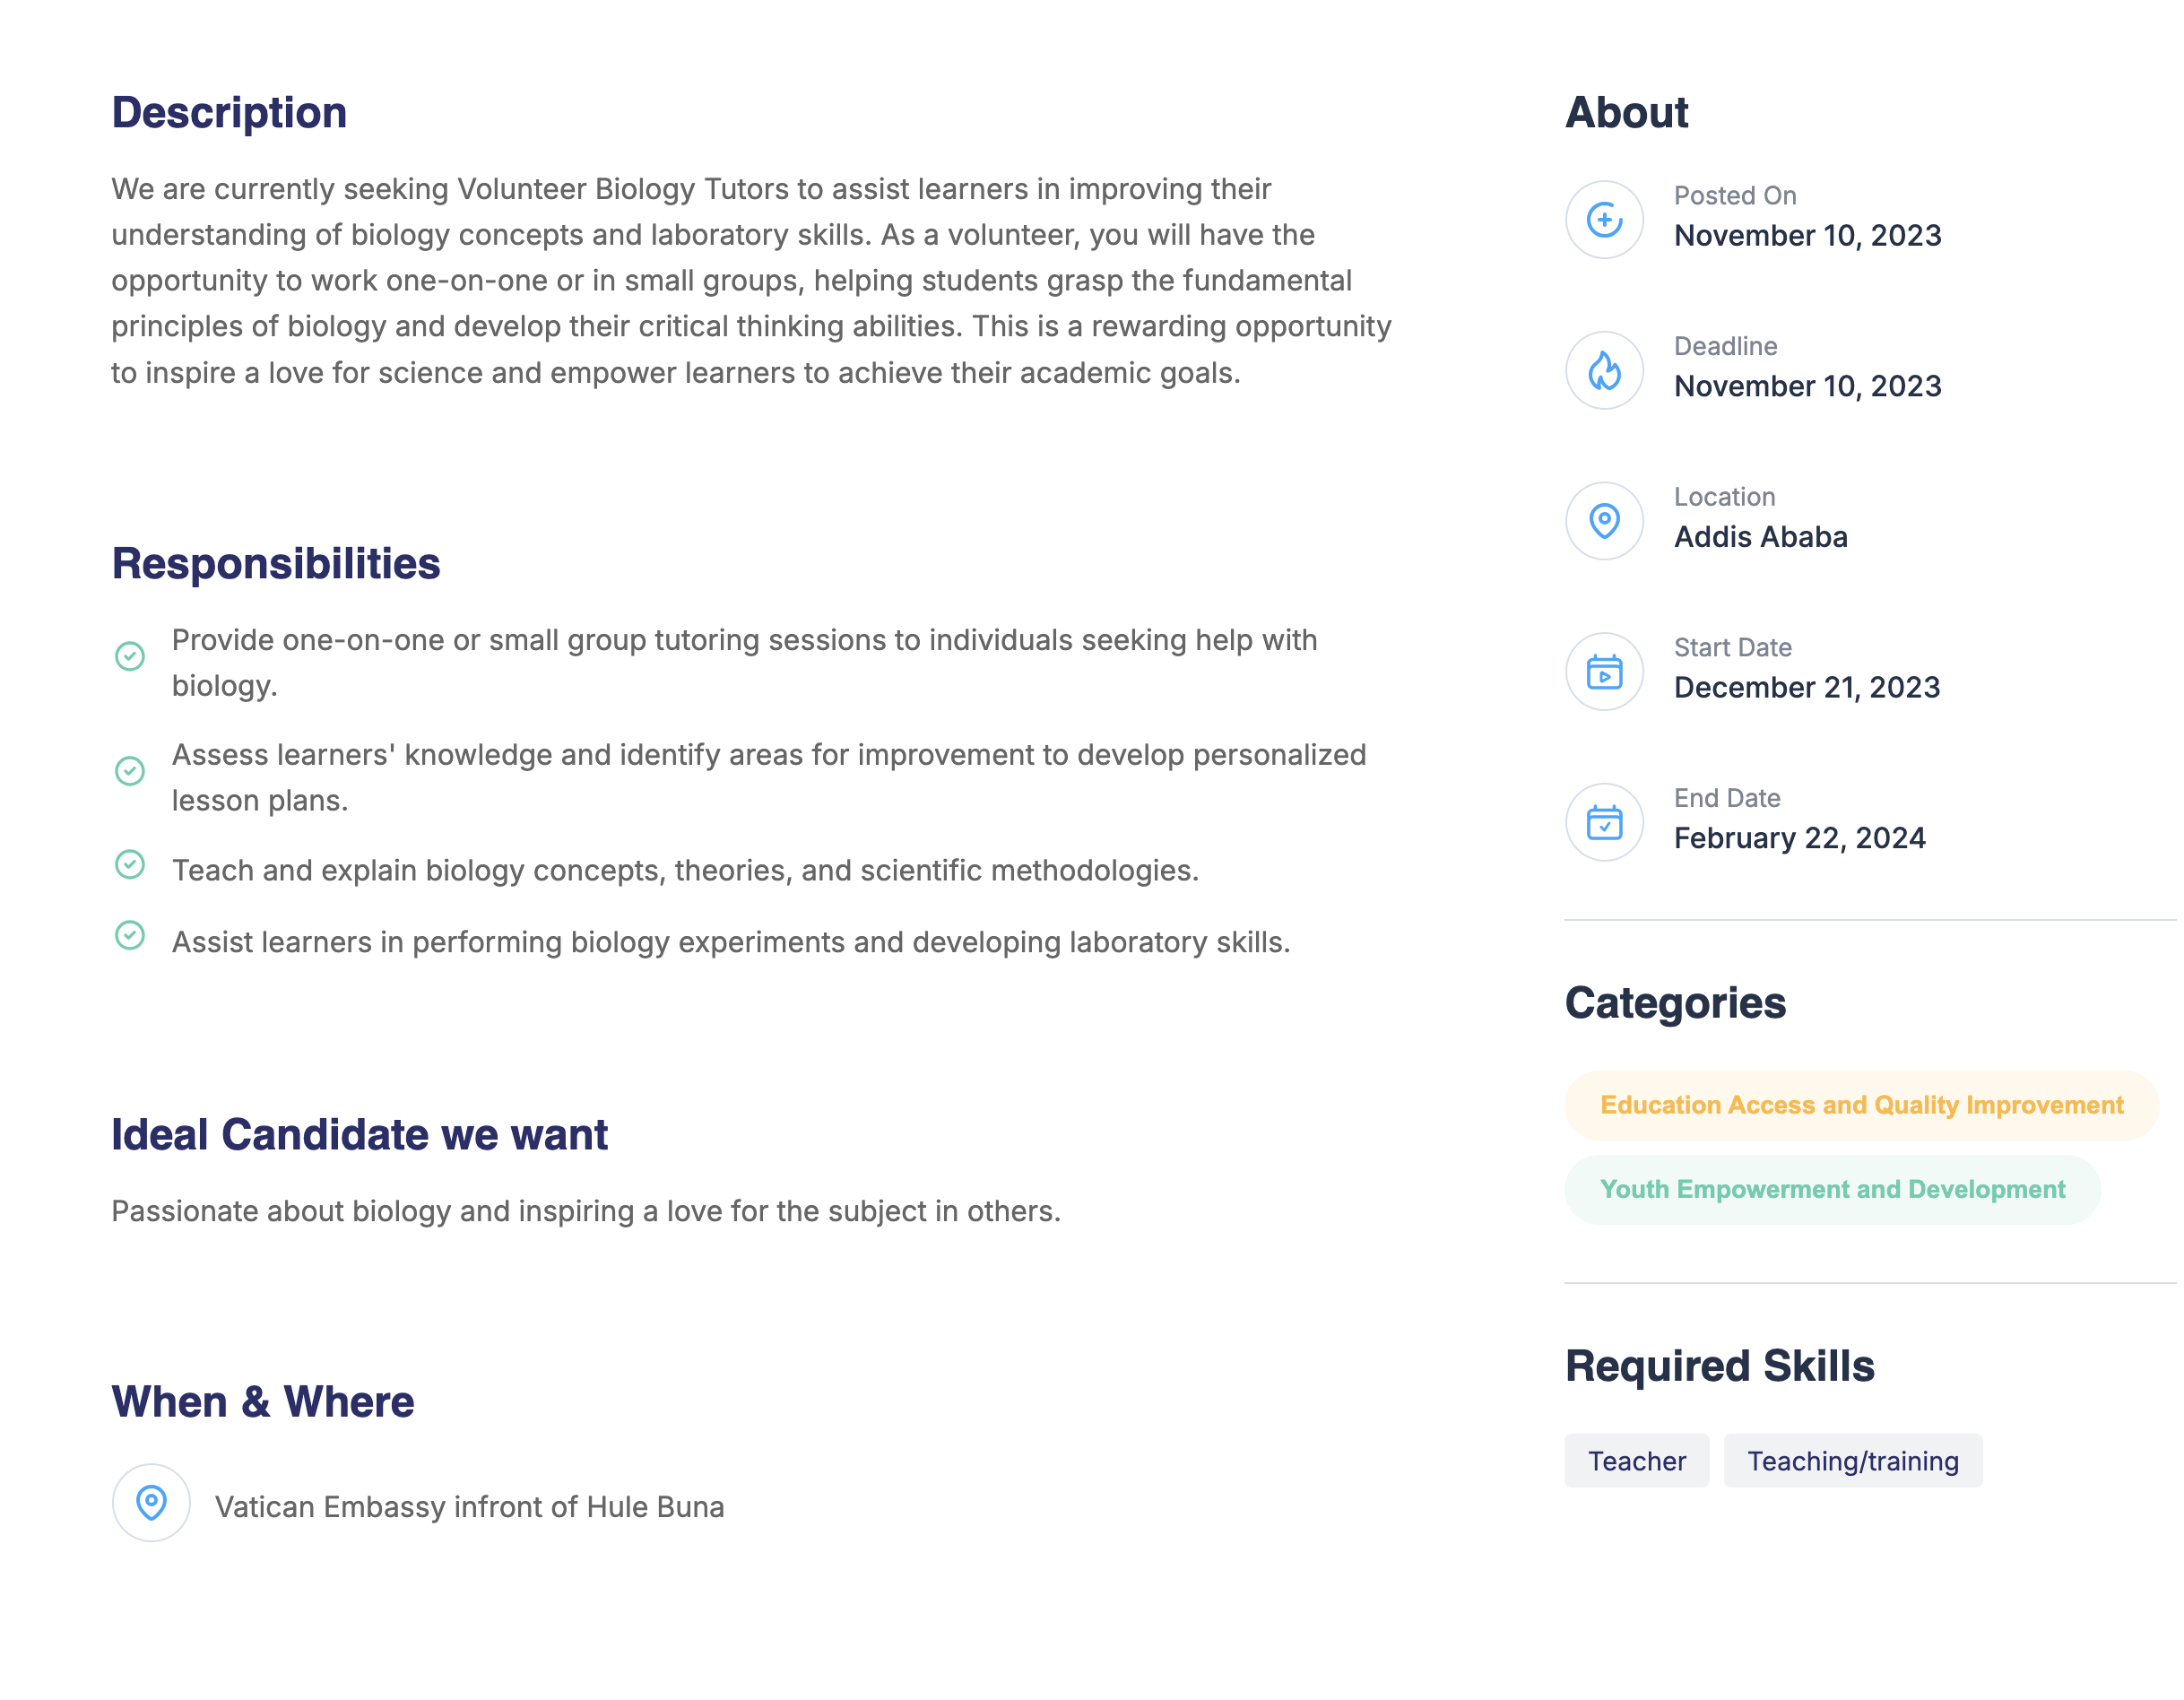 Description
We are currently seeking Volunteer Biology Tutors to assist learners in improving their
understanding of biology concepts and laboratory skills. As a volunteer, you will have the
opportunity to work one-on-one or in small groups, helping students grasp the fundamental
principles of biology and develop their critical thinking abilities. This is a rewarding opportunity
to inspire a love for science and empower learners to achieve their academic goals.
Responsibilities
Provide one-on-one or small group tutoring sessions to individuals seeking help with
biology.
Assess learners' knowledge and identify areas for improvement to develop personalized
lesson plans.
Teach and explain biology concepts, theories, and scientific methodologies.
Assist learners in performing biology experiments and developing laboratory skills.
Ideal Candidate we want
Passionate about biology and inspiring a love for the subject in others.
When & Where
Vatican Embassy infront of Hule Buna
About
Posted On
November 10, 2023
Deadline
November 10, 2023
Location
Addis Ababa
Start Date
December 21, 2023
End Date
February 22, 2024
Categories
Education Access and Quality Improvement
Youth Empowerment and Development
Required Skills
Teacher
Teaching/training